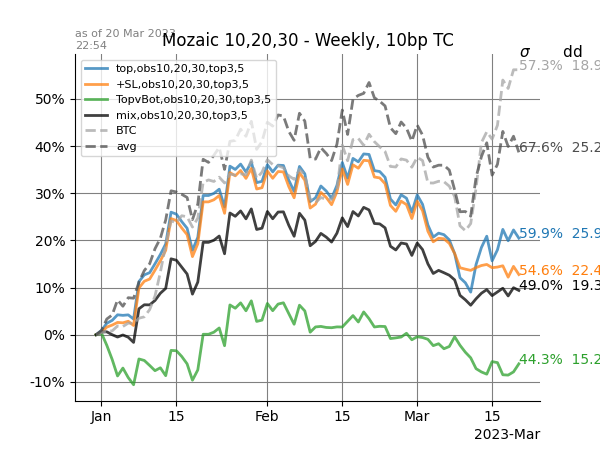 as of 20 Mar 2023
22:54
Mozaic 10,20,30 - Weekly, 10bp TC
σ dd
top,obs10,20,30,top3,5
+SL,obs10,20,30,top3,5
TopvBot,obs10,20,30,top3,5
mix,obs10,20,30,top3,5
BTC
avg
57.3% 18.9
67.6% 25.2
59.9% 25.9
54.6% 22.4
49.0% 19.3
44.3% 15.2
50%
40%
30%
20%
10%
0%
-10%
Jan 15 Feb 15 Mar 15
2023-Mar